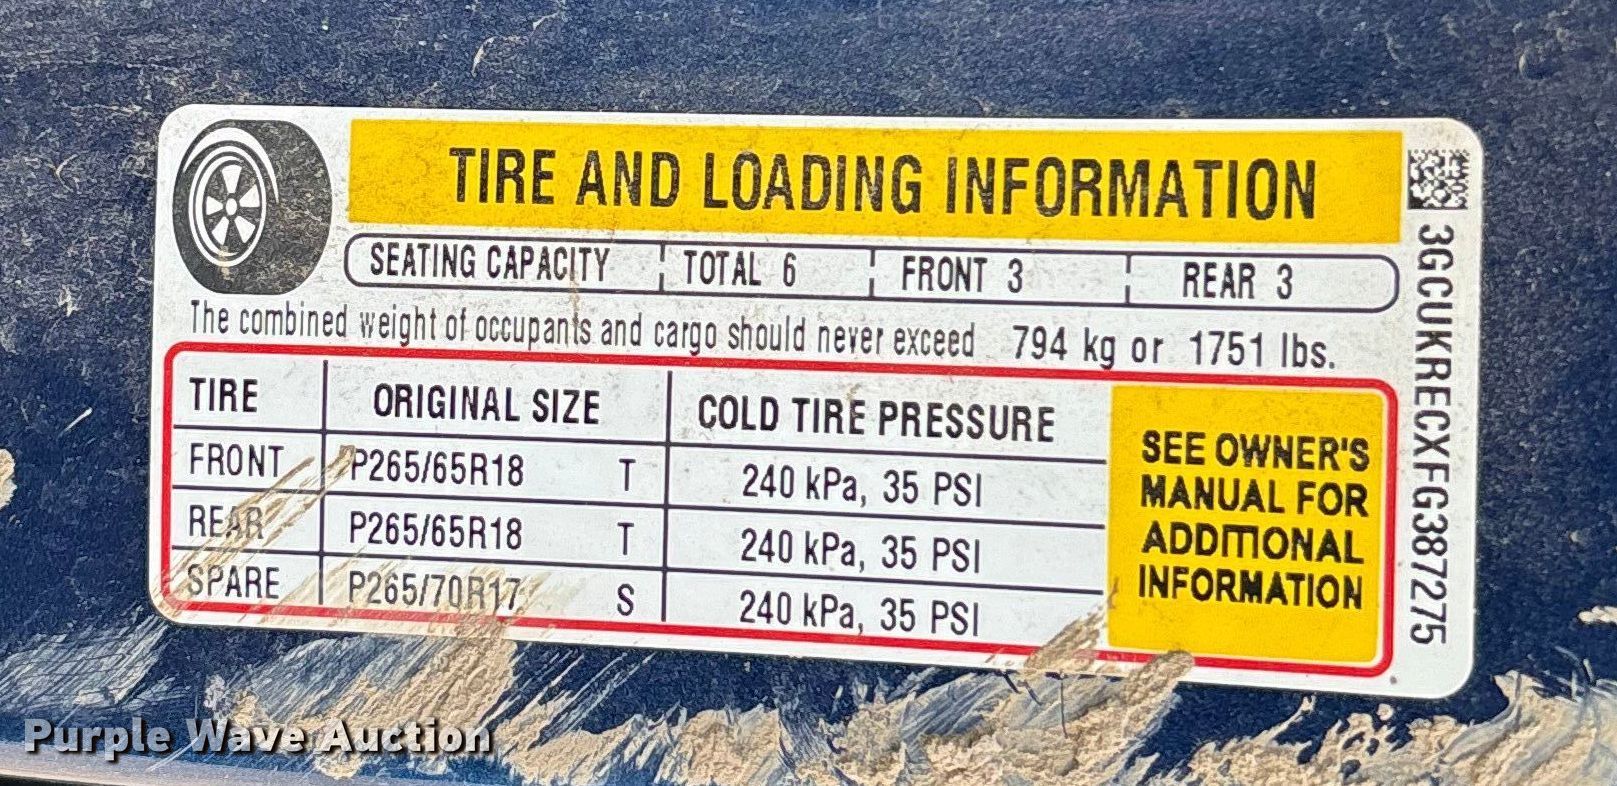 TIRE AND LOADING INFORMATION
SEATING CAPACITY TOTAL 6 FRONT 3 REAR 3
The combined weight of occupants and cargo should never exceed 794 kg or 1751 lbs.
TIRE ORIGINAL SIZE COLD TIRE PRESSURE
FRONT P265/65R18 T 240 kPa, 35 PSI
REAR P265/65R18 T 240 kPa, 35 PSI
SPARE P265/70R17 S 240 kPa, 35 PSI
SEE OWNER'S
MANUAL FOR
ADDITIONAL
INFORMATION
3GCUKRECXFG387275
Purple Wave Auction